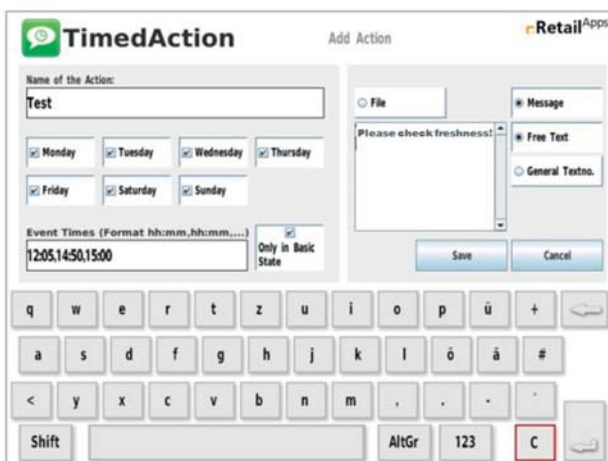 TimedAction
Add Action
RetailApps
Name of the Action:
Test
Monday Tuesday Wednesday Thursday
Friday Saturday Sunday
Event Times (Format hh:mm,hh:mm,...)
12:05,14:50,15:00
Only in Basic
State
File
Message
Please check freshness!
Free Text
General Textno.
Save Cancel
q w e r t z u i o p ü +
a s d f g h j k l ö ä #
< y x c v b n m , . - ´
Shift AltGr 123 C